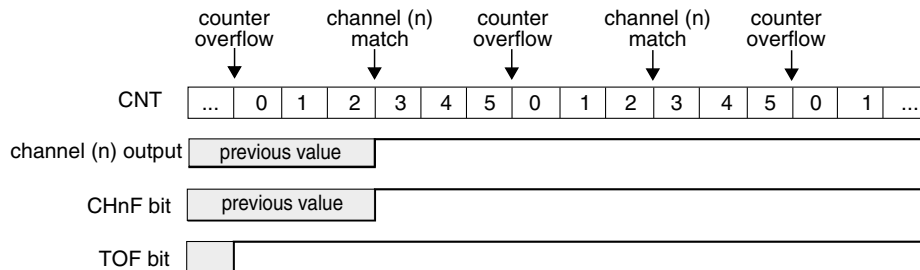 counter overflow
channel (n) match
counter overflow
channel (n) match
counter overflow
CNT ... 0 1 2 3 4 5 0 1 2 3 4 5 0 1 ...
channel (n) output previous value
CHnF bit previous value
TOF bit